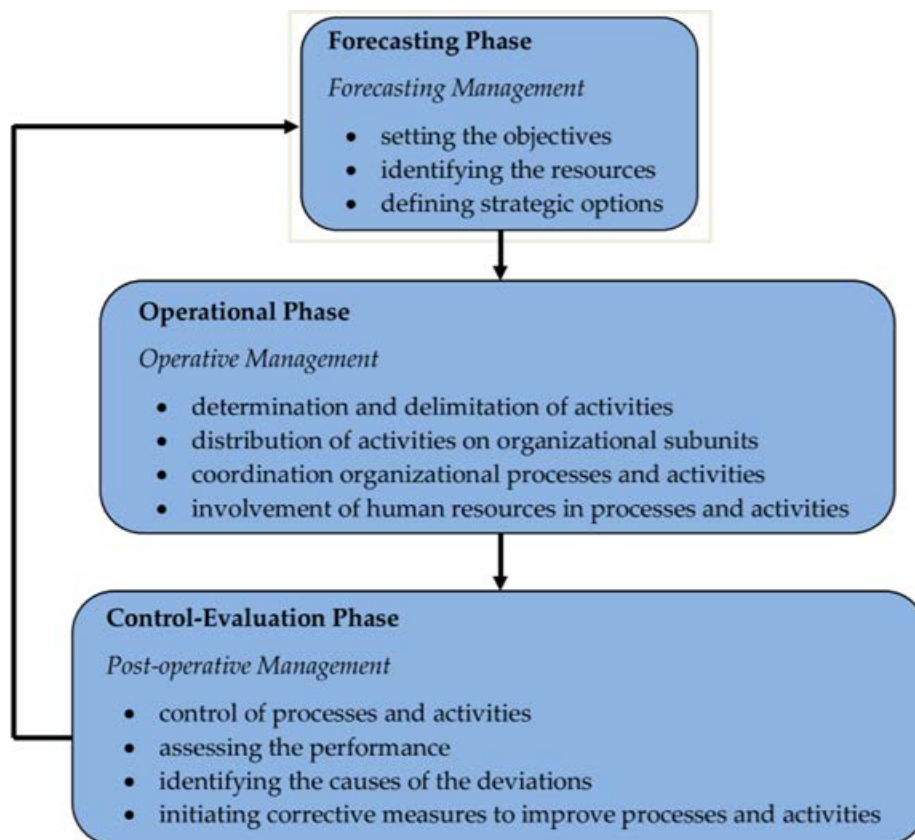 Forecasting Phase
Forecasting Management
• setting the objectives
• identifying the resources
• defining strategic options
Operational Phase
Operative Management
• determination and delimitation of activities
• distribution of activities on organizational subunits
• coordination organizational processes and activities
• involvement of human resources in processes and activities
Control-Evaluation Phase
Post-operative Management
• control of processes and activities
• assessing the performance
• identifying the causes of the deviations
• initiating corrective measures to improve processes and activities